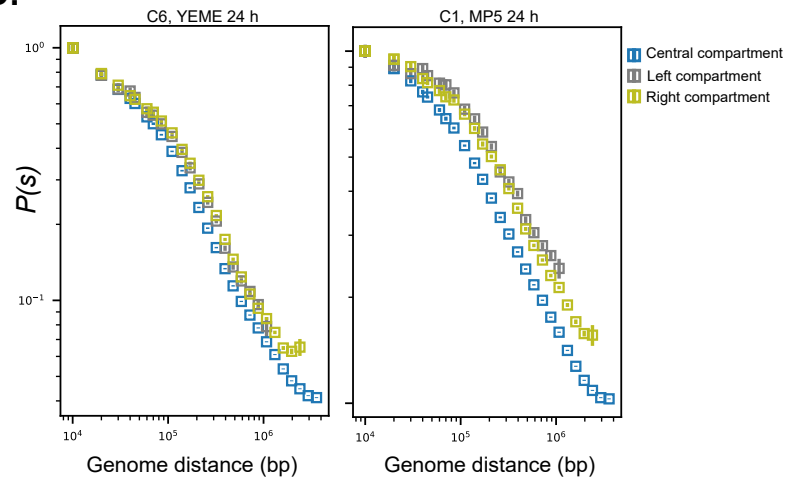 C6, YEME 24 h
C1, MP5 24 h
Central compartment
Left compartment
Right compartment
P(s)
10⁰
10⁻¹
10⁴ 10⁵ 10⁶
10⁴ 10⁵ 10⁶
Genome distance (bp)
Genome distance (bp)